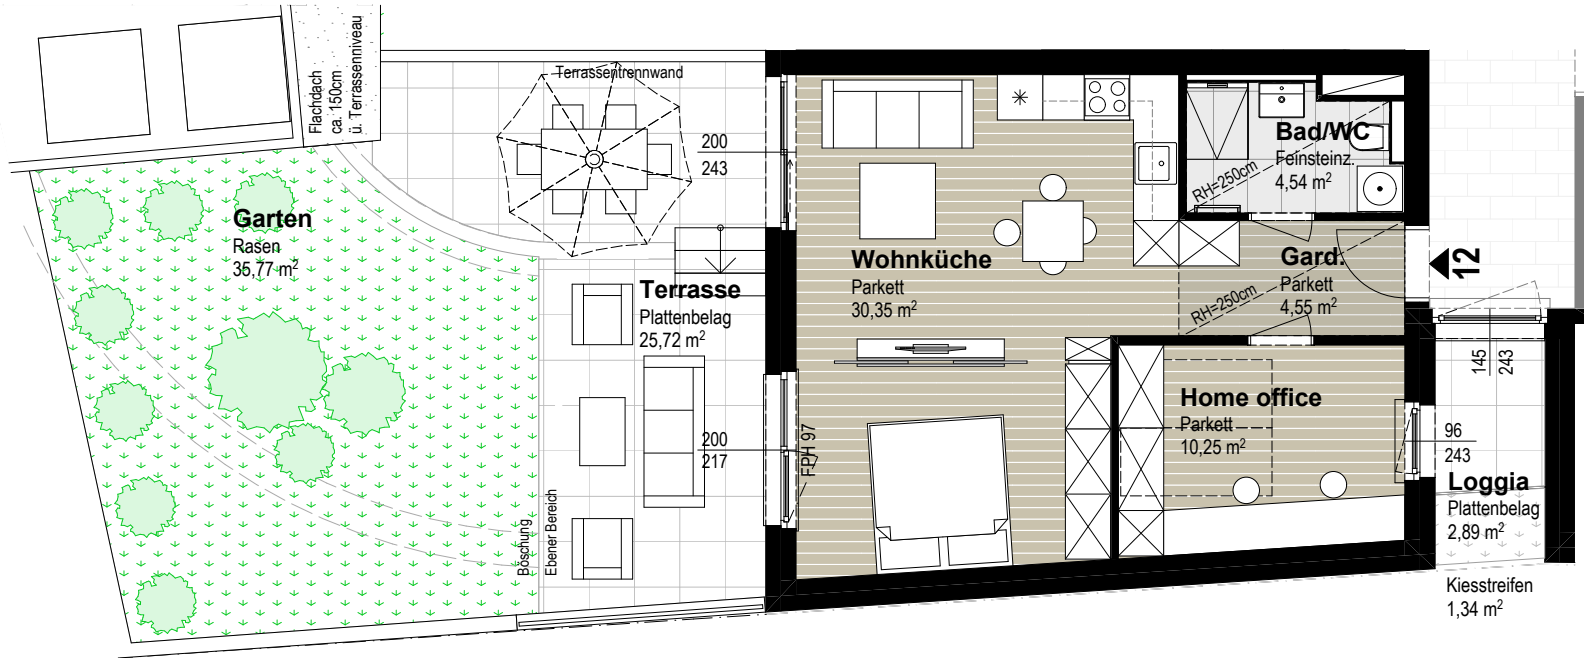 Flachdach
ca. 150cm
ü. Terrassenniveau
Terrassentrennwand
200
243
Garten
Rasen
35,77 m²
Terrasse
Plattenbelag
25,72 m²
Böschung
Ebener Bereich
200
217
FPH 97
Wohnküche
Parkett
30,35 m²
Bad/WC
Feinsteinz.
4,54 m²
RH=250cm
Gard.
Parkett
4,55 m²
RH=250cm
12
Home office
Parkett
10,25 m²
145
243
96
243
Loggia
Plattenbelag
2,89 m²
Kiesstreifen
1,34 m²